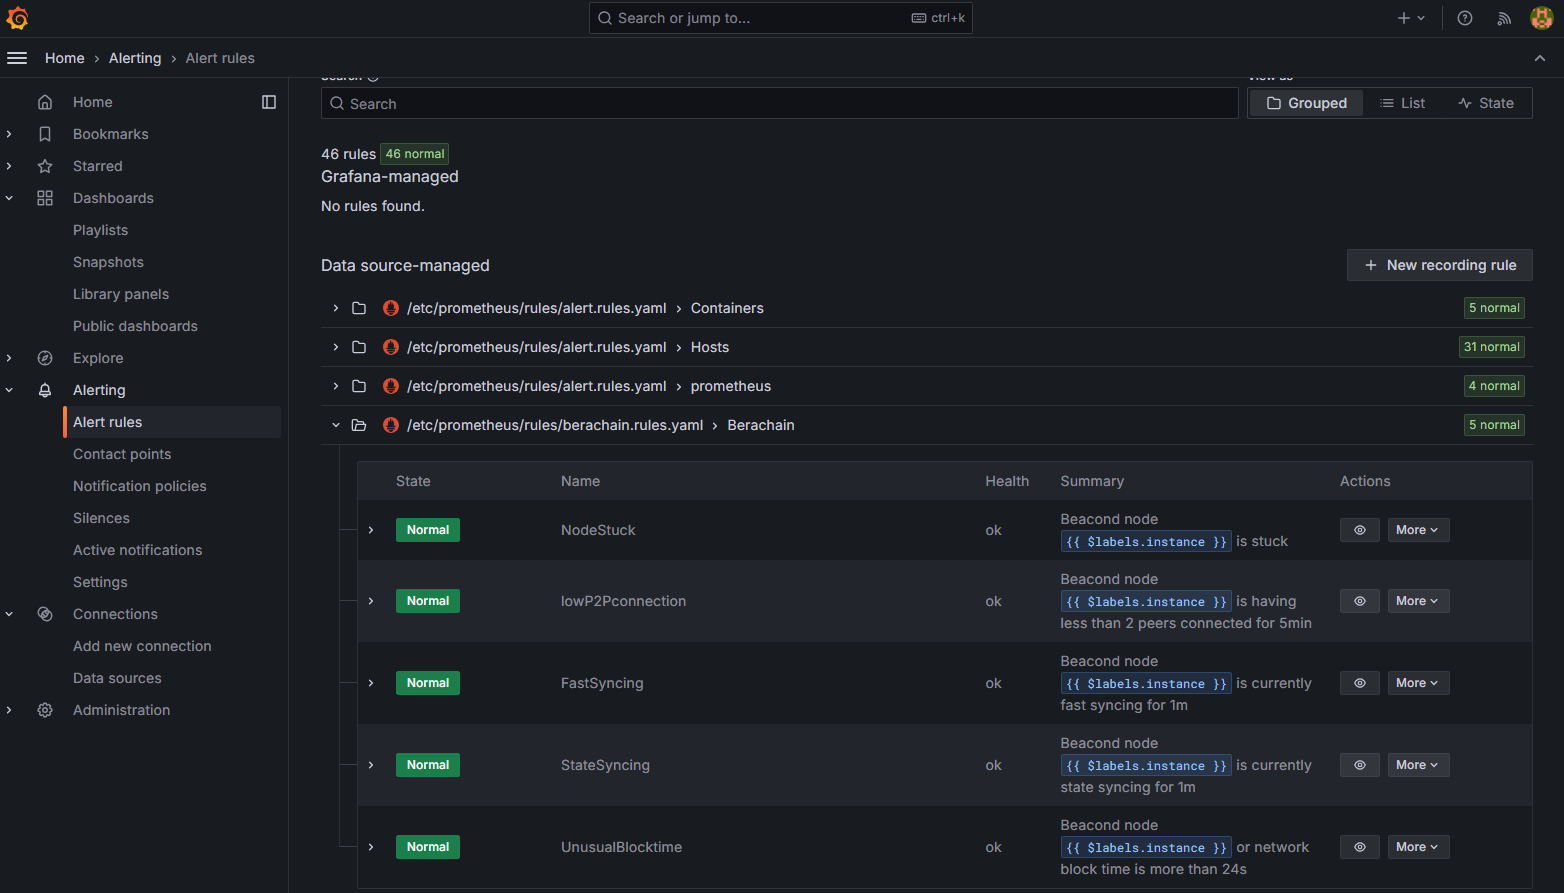 Search or jump to...
ctrl+k
Home › Alerting › Alert rules
Home
Bookmarks
Starred
Dashboards
Playlists
Snapshots
Library panels
Public dashboards
Explore
Alerting
Alert rules
Contact points
Notification policies
Silences
Active notifications
Settings
Connections
Add new connection
Data sources
Administration
Search
View as
Search
Grouped
List
State
46 rules 46 normal
Grafana-managed
No rules found.
Data source-managed
+ New recording rule
/etc/prometheus/rules/alert.rules.yaml › Containers
5 normal
/etc/prometheus/rules/alert.rules.yaml › Hosts
31 normal
/etc/prometheus/rules/alert.rules.yaml › prometheus
4 normal
/etc/prometheus/rules/berachain.rules.yaml › Berachain
5 normal
State Name Health Summary Actions
Normal
NodeStuck
ok
Beacond node
{{ $labels.instance }} is stuck
More
Normal
lowP2Pconnection
ok
Beacond node
{{ $labels.instance }} is having
less than 2 peers connected for 5min
More
Normal
FastSyncing
ok
Beacond node
{{ $labels.instance }} is currently
fast syncing for 1m
More
Normal
StateSyncing
ok
Beacond node
{{ $labels.instance }} is currently
state syncing for 1m
More
Normal
UnusualBlocktime
ok
Beacond node
{{ $labels.instance }} or network
block time is more than 24s
More